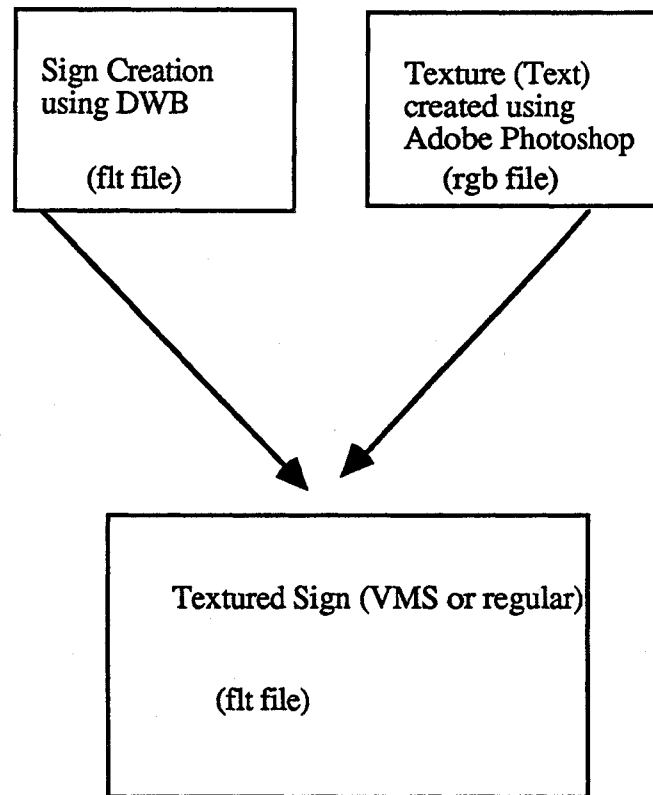 Sign Creation
using DWB
(flt file)
Texture (Text)
created using
Adobe Photoshop
(rgb file)
Textured Sign (VMS or regular)
(flt file)